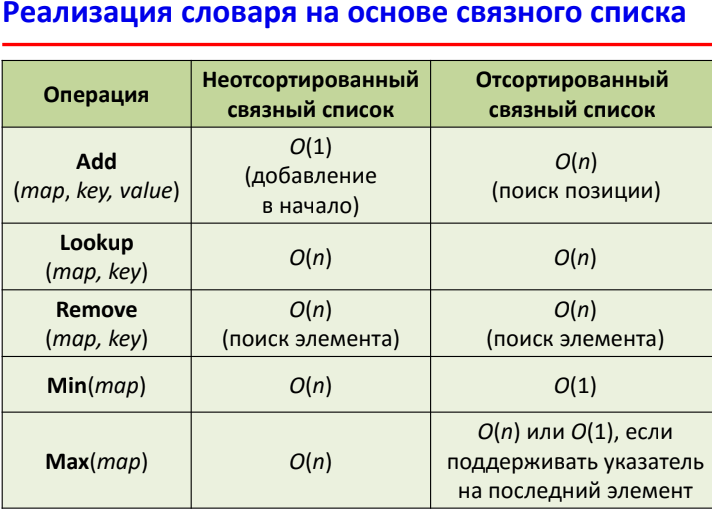 Реализация словаря на основе связного списка
Операция
Неотсортированный
связный список
Отсортированный
связный список
Add
(map, key, value)
O(1)
(добавление
в начало)
O(n)
(поиск позиции)
Lookup
(map, key)
O(n)
O(n)
Remove
(map, key)
O(n)
(поиск элемента)
O(n)
(поиск элемента)
Min(map)
O(n)
O(1)
Max(map)
O(n)
O(n) или O(1), если
поддерживать указатель
на последний элемент